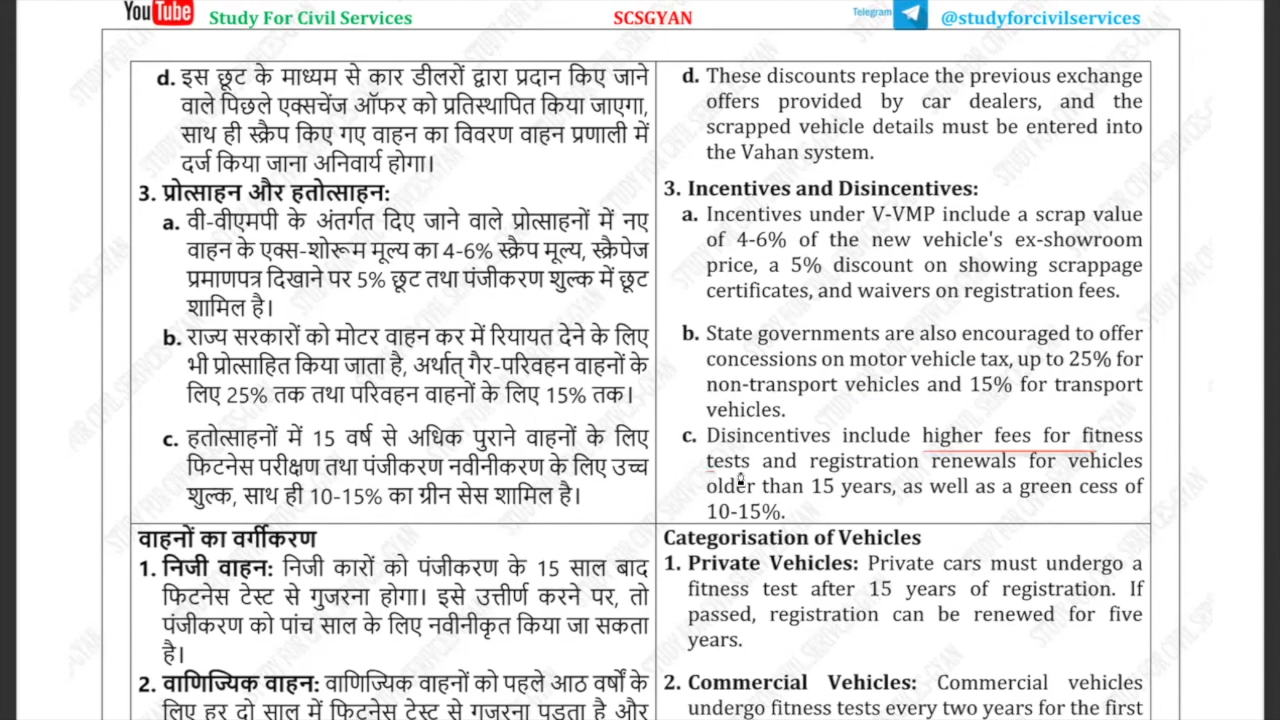 YouTube Study For Civil Services SCSGYAN Telegram @studyforcivilservices
d. इस छूट के माध्यम से कार डीलरों द्वारा प्रदान किए जाने
वाले पिछले एक्सचेंज ऑफर को प्रतिस्थापित किया जाएगा,
साथ ही स्क्रैप किए गए वाहन का विवरण वाहन प्रणाली में
दर्ज किया जाना अनिवार्य होगा।
3. प्रोत्साहन और हतोत्साहन:
a. वी-वीएमपी के अंतर्गत दिए जाने वाले प्रोत्साहनों में नए
वाहन के एक्स-शोरूम मूल्य का 4-6% स्क्रैप मूल्य, स्क्रैपेज
प्रमाणपत्र दिखाने पर 5% छूट तथा पंजीकरण शुल्क में छूट
शामिल है।
b. राज्य सरकारों को मोटर वाहन कर में रियायत देने के लिए
भी प्रोत्साहित किया जाता है, अर्थात् गैर-परिवहन वाहनों के
लिए 25% तक तथा परिवहन वाहनों के लिए 15% तक।
c. हतोत्साहनों में 15 वर्ष से अधिक पुराने वाहनों के लिए
फिटनेस परीक्षण तथा पंजीकरण नवीनीकरण के लिए उच्च
शुल्क, साथ ही 10-15% का ग्रीन सेस शामिल है।
d. These discounts replace the previous exchange
offers provided by car dealers, and the
scrapped vehicle details must be entered into
the Vahan system.
3. Incentives and Disincentives:
a. Incentives under V-VMP include a scrap value
of 4-6% of the new vehicle's ex-showroom
price, a 5% discount on showing scrappage
certificates, and waivers on registration fees.
b. State governments are also encouraged to offer
concessions on motor vehicle tax, up to 25% for
non-transport vehicles and 15% for transport
vehicles.
c. Disincentives include higher fees for fitness
tests and registration renewals for vehicles
older than 15 years, as well as a green cess of
10-15%.
वाहनों का वर्गीकरण
1. निजी वाहन: निजी कारों को पंजीकरण के 15 साल बाद
फिटनेस टेस्ट से गुजरना होगा। इसे उत्तीर्ण करने पर, तो
पंजीकरण को पांच साल के लिए नवीनीकृत किया जा सकता
है।
2. वाणिज्यिक वाहन: वाणिज्यिक वाहनों को पहले आठ वर्षों के
लिए हर दो साल में फिटनेस टेस्ट से गुजरना पड़ता है और
Categorisation of Vehicles
1. Private Vehicles: Private cars must undergo a
fitness test after 15 years of registration. If
passed, registration can be renewed for five
years.
2. Commercial Vehicles: Commercial vehicles
undergo fitness tests every two years for the first